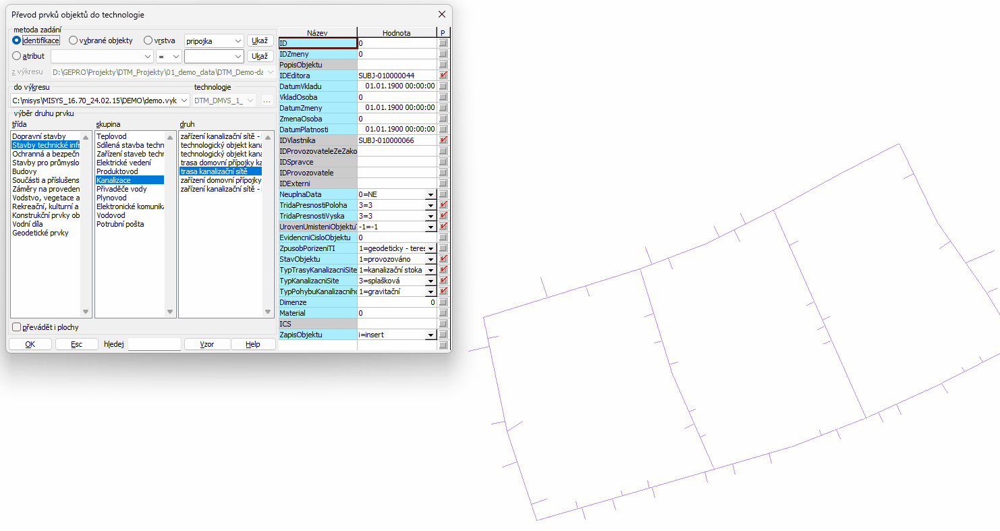 Převod prvků objektů do technologie
metoda zadání
identifikace vybrané objekty vrstva pripojka Ukaž
atribut = Ukaž
z výkresu D:\GEPRO\Projekty\DTM_Projekty\01_demo_data\DTM_Demo-da
do výkresu technologie
C:\misys\MISYS_16.70_24.02.15\DEMO\demo.vyk DTM_DMVS_1_ ...
výběr druhu prvku
třída
Dopravní stavby
Stavby technické infr
Ochranná a bezpečn
Stavby pro průmyslo
Budovy
Součásti a příslušens
Záměry na proveden
Vodstvo, vegetace a
Rekreační, kulturní a
Konstrukční prvky ob
Vodní díla
Geodetické prvky
skupina
Teplovod
Sdílená stavba techn
Zařízení staveb techr
Elektrické vedení
Produktovod
Kanalizace
Přivaděče vody
Plynovod
Elektronické komunika
Vodovod
Potrubní pošta
druh
zařízení kanalizační sítě -
technologický objekt kana
technologický objekt kana
trasa domovní přípojky ka
trasa kanalizační sítě
zařízení domovní přípojky
zařízení kanalizační sítě -
převádět i plochy
OK Esc hledej Vzor Help
Název Hodnota P
ID 0
IDZmeny 0
PopisObjektu
IDEditora SUBJ-010000044
DatumVkladu 01.01.1900 00:00:00
VkladOsoba 0
DatumZmeny 01.01.1900 00:00:00
ZmenaOsoba 0
DatumPlatnosti 01.01.1900 00:00:00
IDVlastnika SUBJ-010000066
IDProvozovateleZeZako
IDSpravce
IDProvozovatele
IDExterni
NeuplnaData 0=NE
TridaPresnostiPoloha 3=3
TridaPresnostiVyska 3=3
UrovenUmisteniObjektu -1=-1
EvidencniCisloObjektu 0
ZpusobPorizeniTI 1=geodeticky - teres
StavObjektu 1=provozováno
TypTrasyKanalizacniSite 1=kanalizační stoka
TypKanalizacniSite 3=splašková
TypPohybuKanalizacnih 1=gravitační
Dimenze 0
Material 0
ICS
ZapisObjektu i=insert